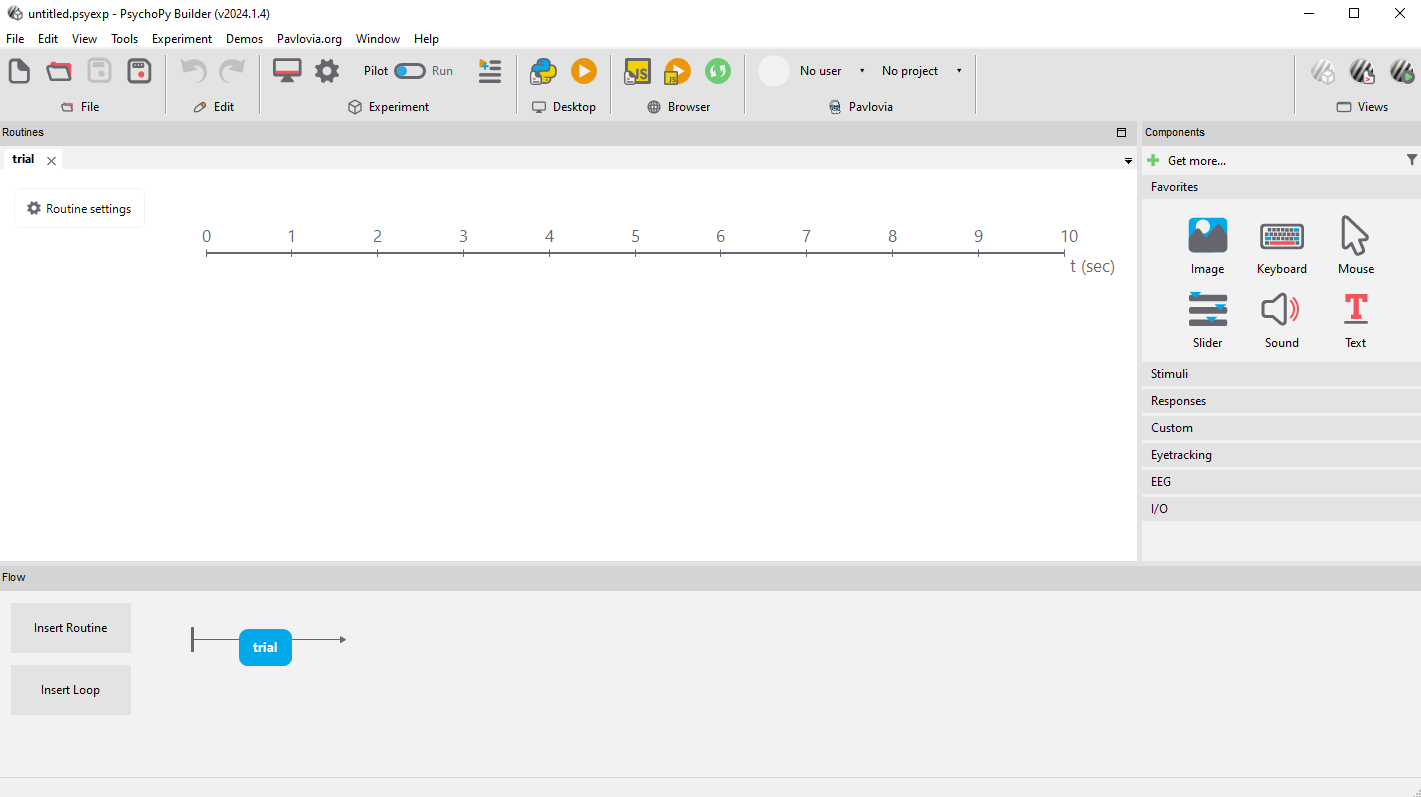 untitled.psyexp - PsychoPy Builder (v2024.1.4)
File Edit View Tools Experiment Demos Pavlovia.org Window Help
Pilot Run
JS
JS
No user No project
File Edit Experiment Desktop Browser Pavlovia Views
Routines
trial
Routine settings
0 1 2 3 4 5 6 7 8 9 10
t (sec)
Components
Get more...
Favorites
Image Keyboard Mouse
T
Slider Sound Text
Stimuli
Responses
Custom
Eyetracking
EEG
I/O
Flow
Insert Routine
trial
Insert Loop